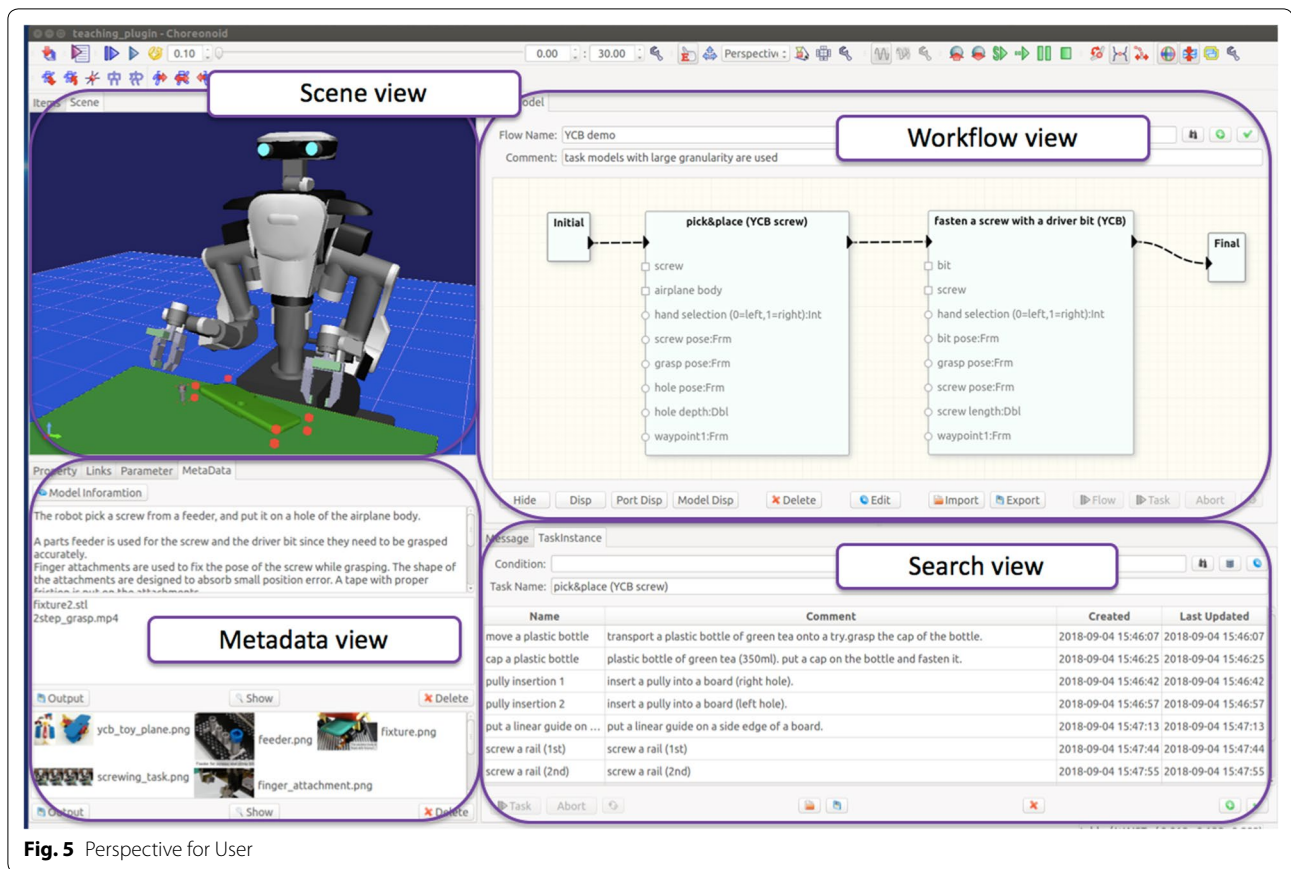 teaching_plugin - Choreonoid
0.10
0.00 : 30.00
Perspective
Items Scene
Scene view
Flow Name: YCB demo
Workflow view
Comment: task models with large granularity are used
Initial
pick&place (YCB screw)
screw
airplane body
hand selection (0=left,1=right):Int
screw pose:Frm
grasp pose:Frm
hole pose:Frm
hole depth:Dbl
waypoint1:Frm
fasten a screw with a driver bit (YCB)
bit
screw
hand selection (0=left,1=right):Int
bit pose:Frm
grasp pose:Frm
screw pose:Frm
screw length:Dbl
waypoint1:Frm
Final
Hide Disp Port Disp Model Disp Delete Edit Import Export Flow Task Abort
Property Links Parameter MetaData
Model Inforamtion
The robot pick a screw from a feeder, and put it on a hole of the airplane body.
A parts feeder is used for the screw and the driver bit since they need to be grasped
accurately.
Finger attachments are used to fix the pose of the screw while grasping. The shape of
the attachments are designed to absorb small position error. A tape with proper
friction is put on the attachments
fixture2.stl
2step_grasp.mp4
Metadata view
Output Show Delete
ycb_toy_plane.png
feeder.png
fixture.png
screwing_task.png
finger_attachment.png
Output Show Delete
Message TaskInstance
Condition:
Search view
Task Name: pick&place (YCB screw)
Name Comment Created Last Updated
move a plastic bottle transport a plastic bottle of green tea onto a try.grasp the cap of the bottle. 2018-09-04 15:46:07 2018-09-04 15:46:07
cap a plastic bottle plastic bottle of green tea (350ml). put a cap on the bottle and fasten it. 2018-09-04 15:46:25 2018-09-04 15:46:25
pully insertion 1 insert a pully into a board (right hole). 2018-09-04 15:46:42 2018-09-04 15:46:42
pully insertion 2 insert a pully into a board (left hole). 2018-09-04 15:46:57 2018-09-04 15:46:57
put a linear guide on ... put a linear guide on a side edge of a board. 2018-09-04 15:47:13 2018-09-04 15:47:13
screw a rail (1st) screw a rail (1st) 2018-09-04 15:47:44 2018-09-04 15:47:44
screw a rail (2nd) screw a rail (2nd) 2018-09-04 15:47:55 2018-09-04 15:47:55
Task Abort
Fig. 5 Perspective for User